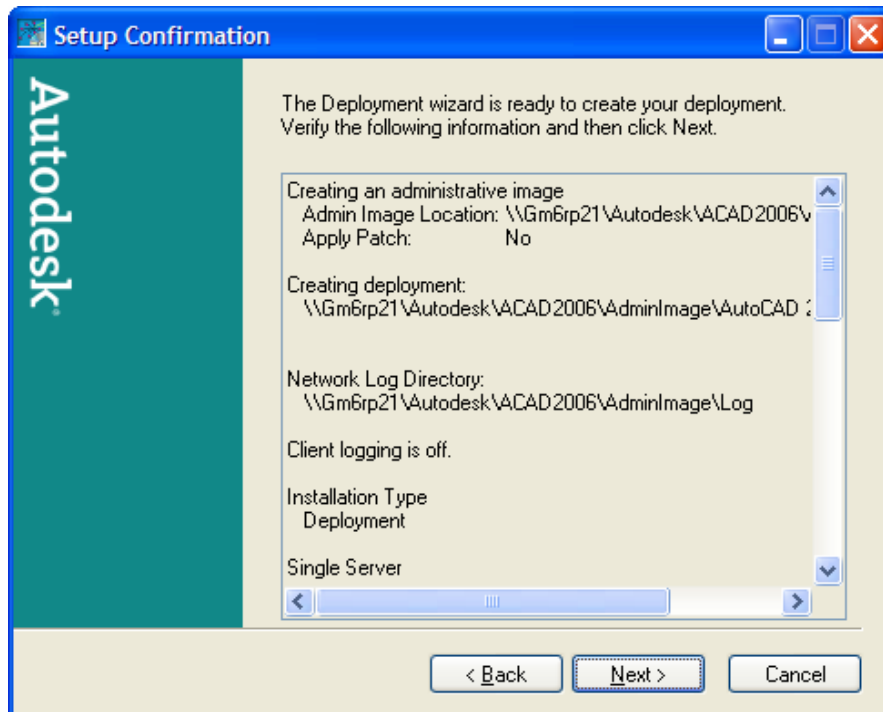 Setup Confirmation
Autodesk
The Deployment wizard is ready to create your deployment.
Verify the following information and then click Next.
Creating an administrative image
Admin Image Location: \\Gm6rp21\Autodesk\ACAD2006\
Apply Patch: No
Creating deployment:
\\Gm6rp21\Autodesk\ACAD2006\AdminImage\AutoCAD
Network Log Directory:
\\Gm6rp21\Autodesk\ACAD2006\AdminImage\Log
Client logging is off.
Installation Type
Deployment
Single Server
< Back
Next >
Cancel